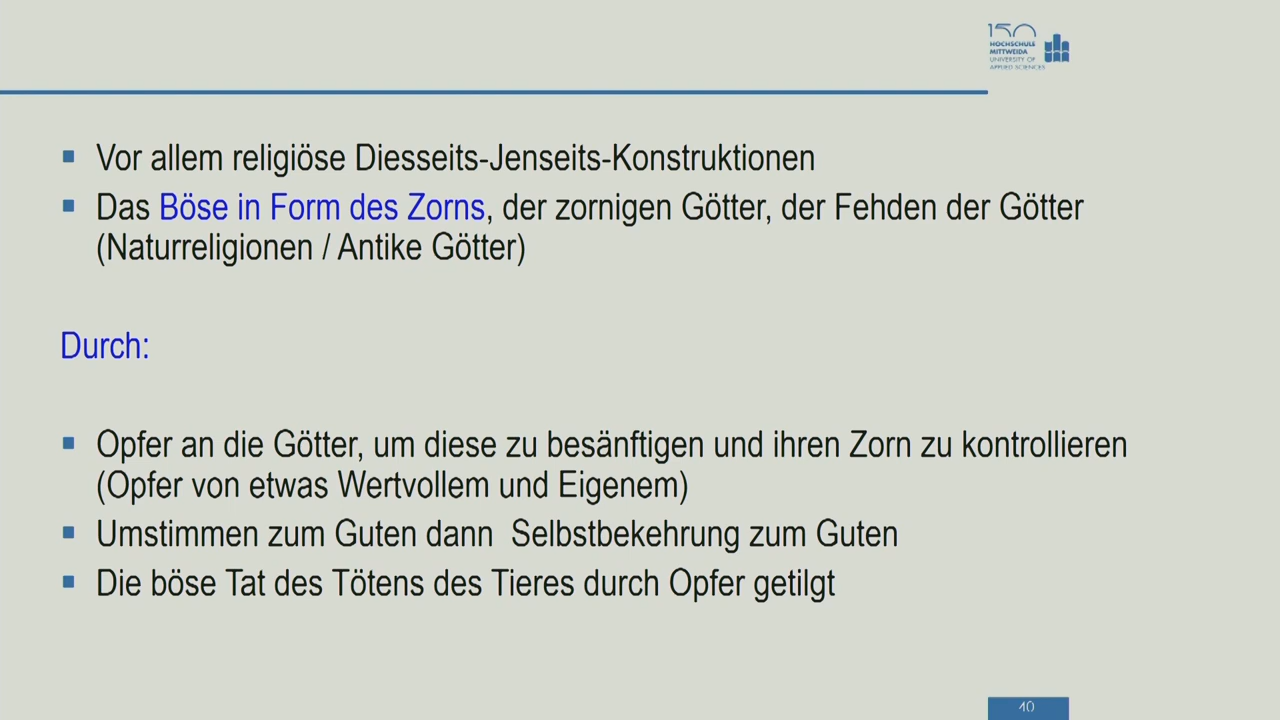 150
HOCHSCHULE
MITTWEIDA
UNIVERSITY OF
APPLIED SCIENCES
Vor allem religiöse Diesseits-Jenseits-Konstruktionen
Das Böse in Form des Zorns, der zornigen Götter, der Fehden der Götter
(Naturreligionen / Antike Götter)
Durch:
Opfer an die Götter, um diese zu besänftigen und ihren Zorn zu kontrollieren
(Opfer von etwas Wertvollem und Eigenem)
Umstimmen zum Guten dann  Selbstbekehrung zum Guten
Die böse Tat des Tötens des Tieres durch Opfer getilgt
40